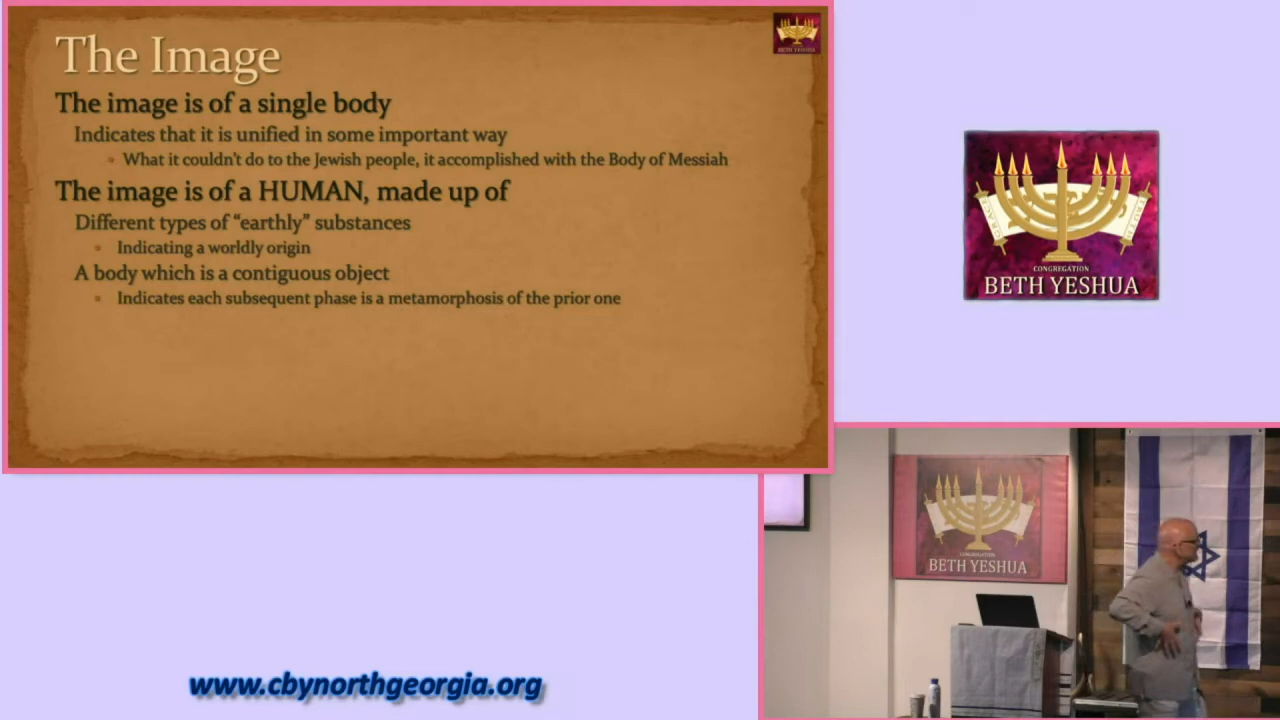 The Image
BETH YESHUA
The image is of a single body
Indicates that it is unified in some important way
What it couldn't do to the Jewish people, it accomplished with the Body of Messiah
The image is of a HUMAN, made up of
Different types of “earthly” substances
Indicating a worldly origin
A body which is a contiguous object
Indicates each subsequent phase is a metamorphosis of the prior one
GRACE
TRUTH
CONGREGATION
BETH YESHUA
CONGREGATION
BETH YESHUA
www.cbynorthgeorgia.org